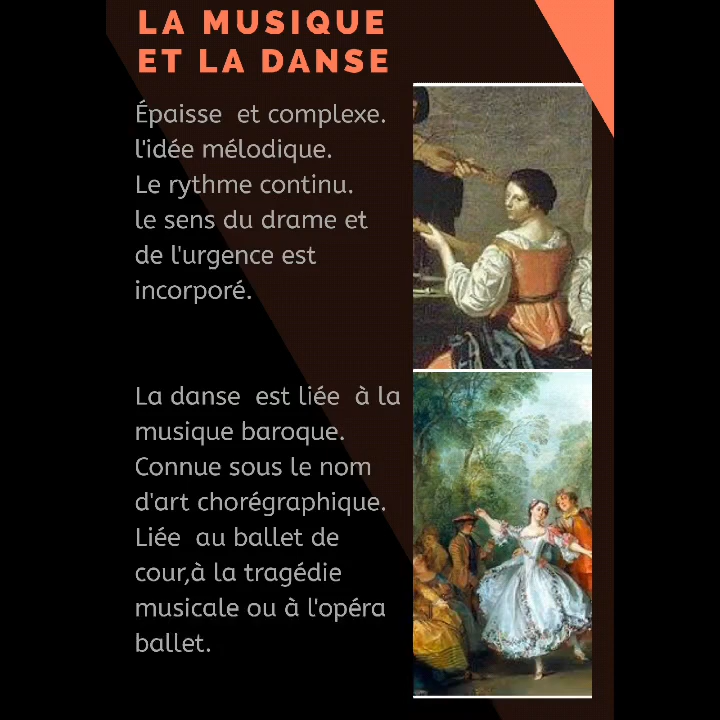 LA MUSIQUE
ET LA DANSE
Épaisse et complexe.
l'idée mélodique.
Le rythme continu.
le sens du drame et
de l'urgence est
incorporé.
La danse est liée à la
musique baroque.
Connue sous le nom
d'art chorégraphique.
Liée au ballet de
cour,à la tragédie
musicale ou à l'opéra
ballet.